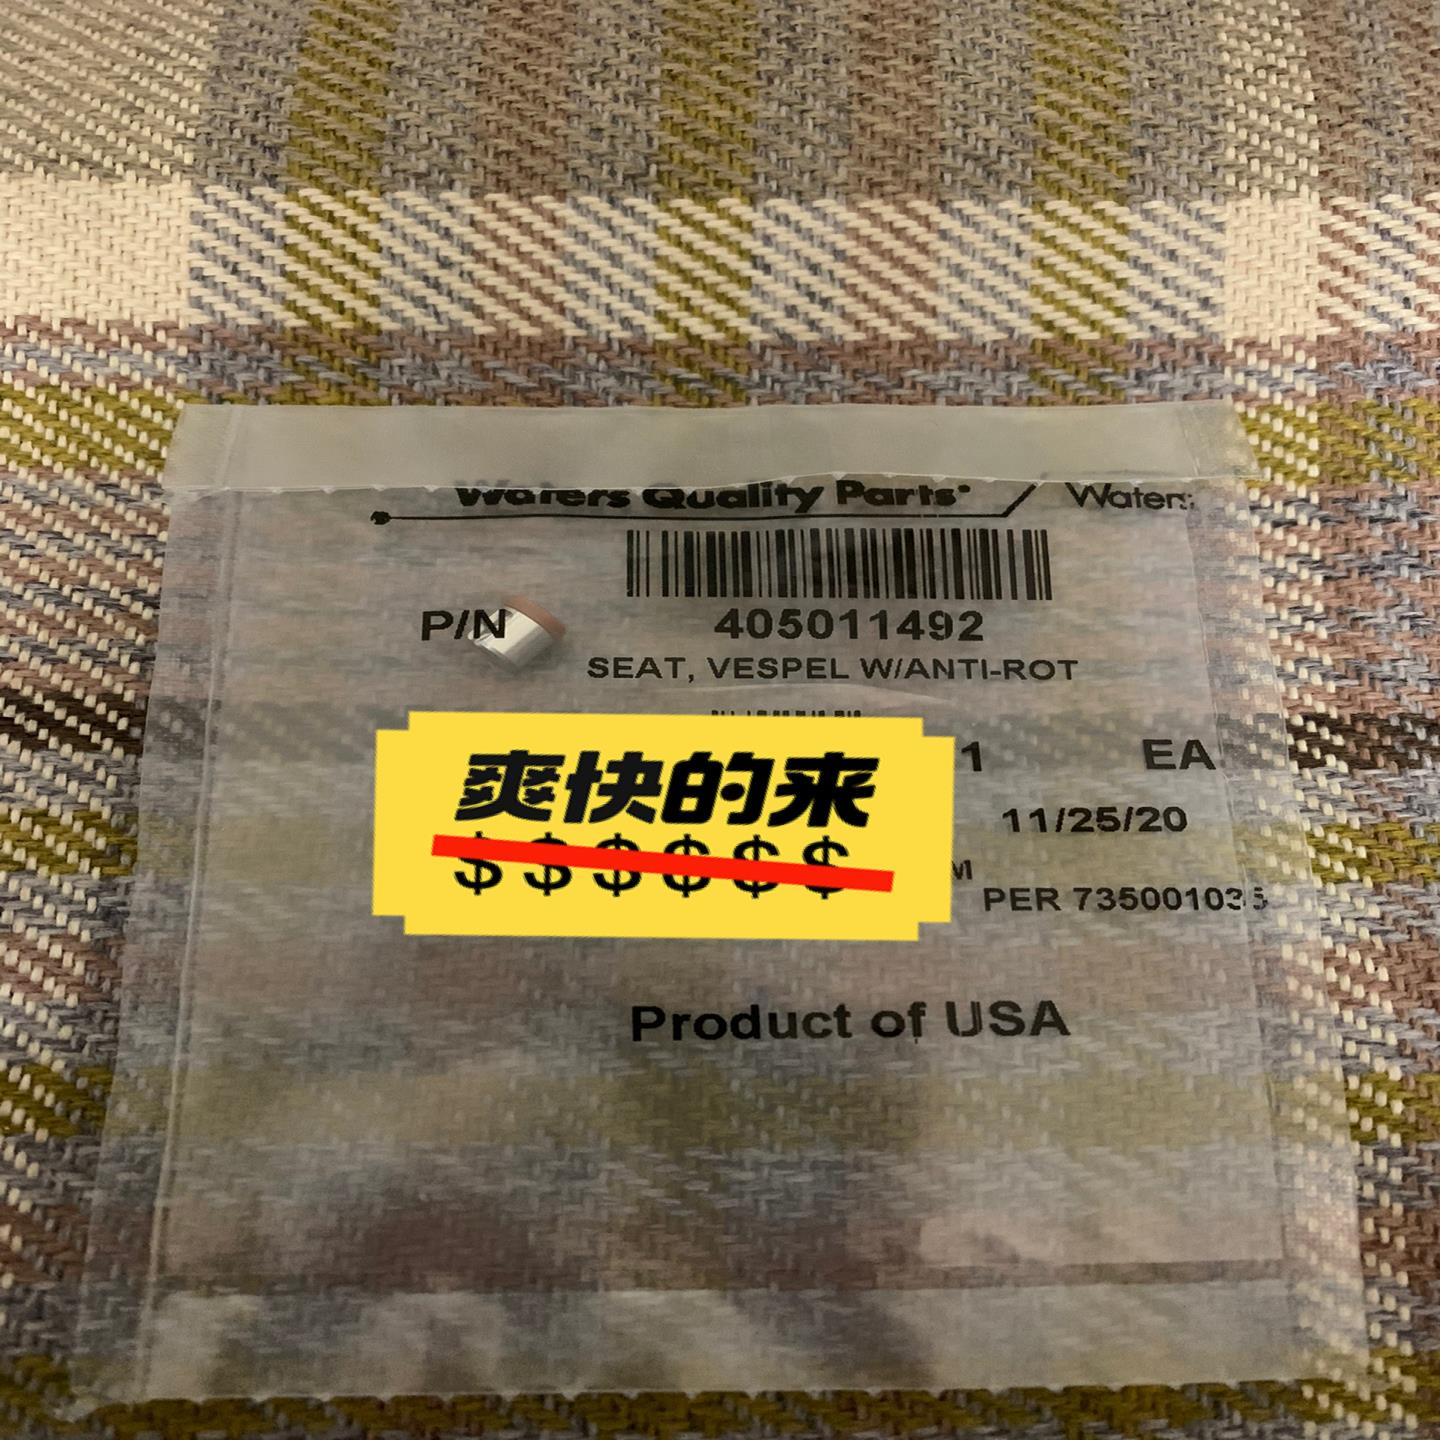 Waters Quality Parts® Waters
405011492
P/N
SEAT, VESPEL W/ANTI-ROT
1 EA
爽快的来
$$$$$$
11/25/20
M
PER 735001035
Product of USA